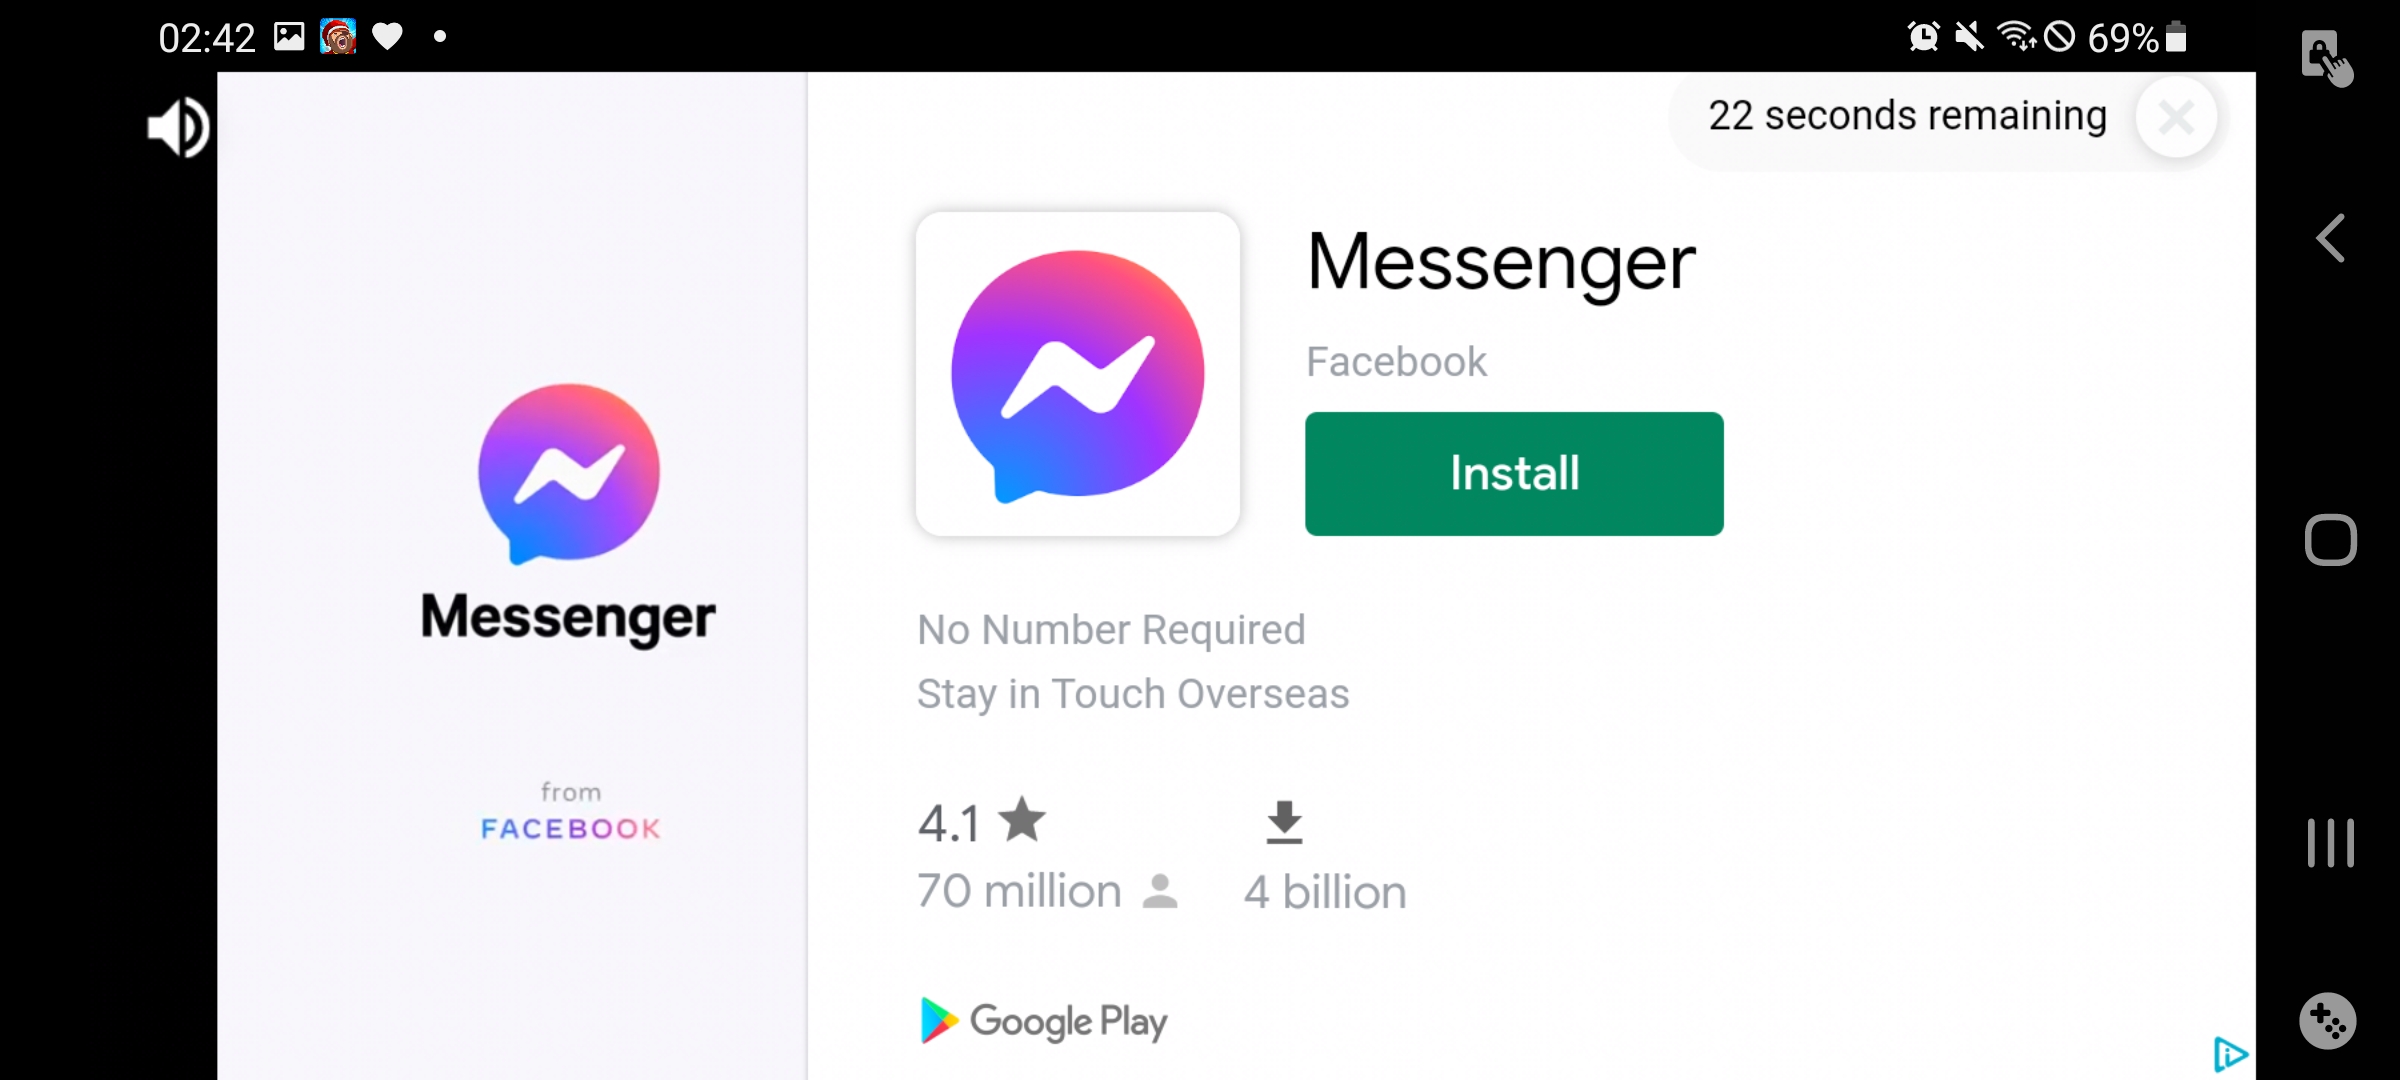 02:42
69%
22 seconds remaining
Messenger
Facebook
Install
Messenger
No Number Required
Stay in Touch Overseas
from
FACEBOOK
4.1
70 million
4 billion
Google Play